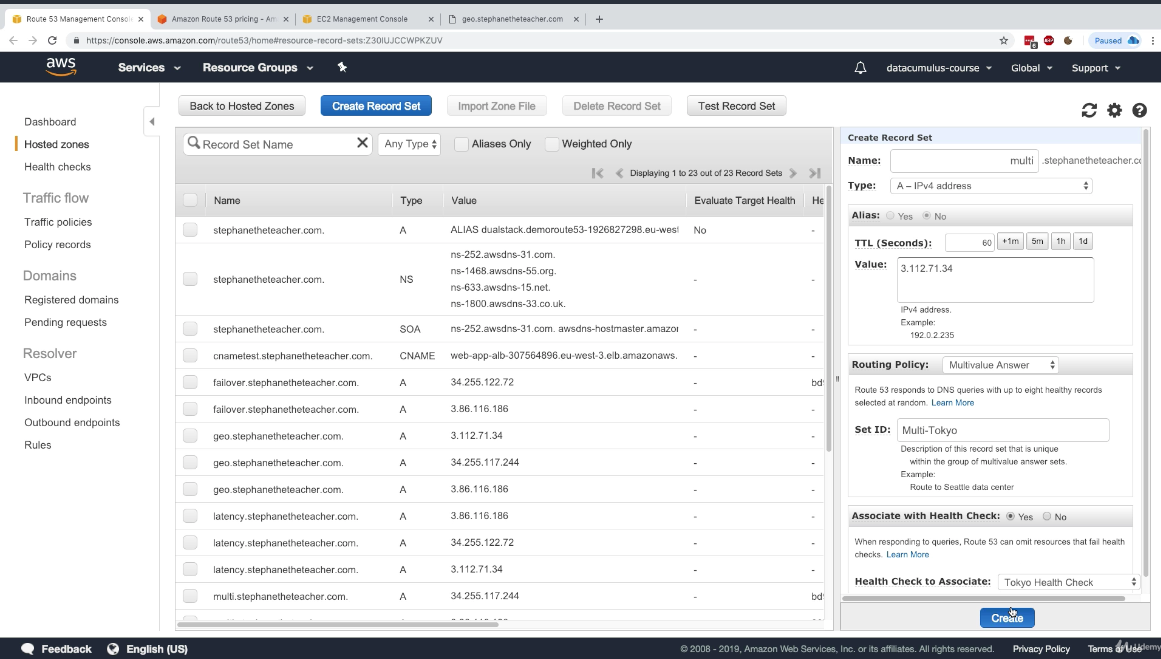 Route 53 Management Console
Amazon Route 53 pricing - Am
EC2 Management Console
geo.stephanetheteacher.com
https://console.aws.amazon.com/route53/home#resource-record-sets:Z30IUJCCWPKZUV
Paused
aws
Services
Resource Groups
datacumulus-course
Global
Support
Dashboard
Hosted zones
Health checks
Traffic flow
Traffic policies
Policy records
Domains
Registered domains
Pending requests
Resolver
VPCs
Inbound endpoints
Outbound endpoints
Rules
Back to Hosted Zones
Create Record Set
Import Zone File
Delete Record Set
Test Record Set
Record Set Name
Any Type
Aliases Only
Weighted Only
Displaying 1 to 23 out of 23 Record Sets
Name Type Value Evaluate Target Health He
stephanetheteacher.com. A ALIAS dualstack.demoroute53-1926827298.eu-west No -
stephanetheteacher.com. NS ns-252.awsdns-31.com. - -
ns-1468.awsdns-55.org.
ns-633.awsdns-15.net.
ns-1800.awsdns-33.co.uk.
stephanetheteacher.com. SOA ns-252.awsdns-31.com. awsdns-hostmaster.amazon - -
cnametest.stephanetheteacher.com. CNAME web-app-alb-307564896.eu-west-3.elb.amazonaws. - -
failover.stephanetheteacher.com. A 34.255.122.72 - bd
failover.stephanetheteacher.com. A 3.86.116.186 - -
geo.stephanetheteacher.com. A 3.112.71.34 - -
geo.stephanetheteacher.com. A 34.255.117.244 - -
geo.stephanetheteacher.com. A 3.86.116.186 - -
latency.stephanetheteacher.com. A 3.86.116.186 - -
latency.stephanetheteacher.com. A 34.255.122.72 - -
latency.stephanetheteacher.com. A 3.112.71.34 - -
multi.stephanetheteacher.com. A 34.255.117.244 - bd
Create Record Set
Name: multi .stephanetheteacher.co
Type: A – IPv4 address
Alias: Yes No
TTL (Seconds): 60 +1m 5m 1h 1d
Value: 3.112.71.34
IPv4 address.
Example:
192.0.2.235
Routing Policy: Multivalue Answer
Route 53 responds to DNS queries with up to eight healthy records
selected at random. Learn More
Set ID: Multi-Tokyo
Description of this record set that is unique
within the group of multivalue answer sets.
Example:
Route to Seattle data center
Associate with Health Check: Yes No
When responding to queries, Route 53 can omit resources that fail health
checks. Learn More
Health Check to Associate: Tokyo Health Check
Create
Feedback
English (US)
© 2008 - 2019, Amazon Web Services, Inc. or its affiliates. All rights reserved.
Privacy Policy
Terms of Use
Udemy